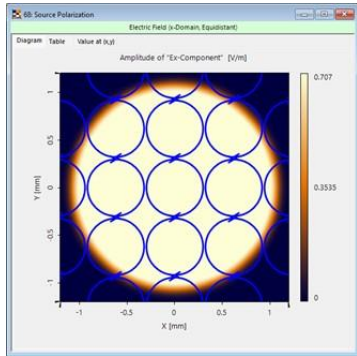 68: Source Polarization
Electric Field (x-Domain, Equidistant)
Diagram Table Value at (x,y)
Amplitude of "Ex-Component" [V/m]
0.707
1
0.5
Y [mm]
0
0.3535
-0.5
-1
0
-1 -0.5 0 0.5 1
X [mm]